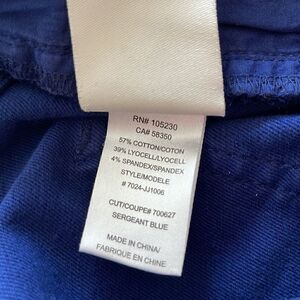 RN# 105230
CA# 58350
57% COTTON/COTON
39% LYOCELL/LYOCELL
4% SPANDEX/SPANDEX
STYLE/MODELE
# 7024-JJ1006
CUT/COUPE# 700627
SERGEANT BLUE
MADE IN CHINA/
FABRIQUE EN CHINE